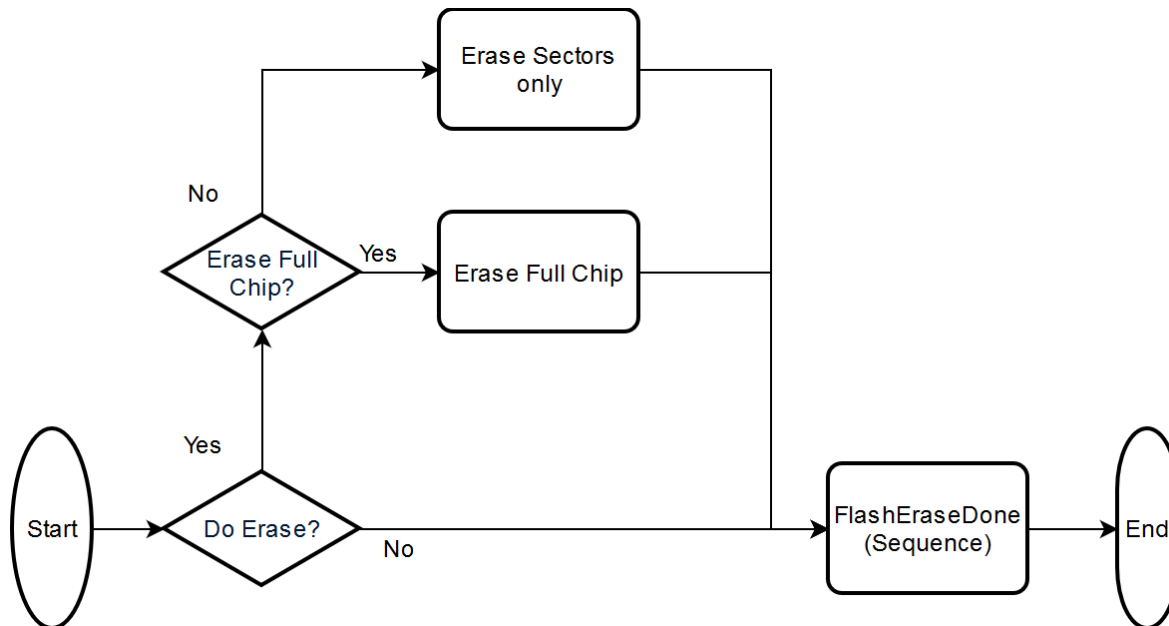 Erase Sectors
only
No
Erase Full
Chip?
Yes
Erase Full Chip
Yes
Start
Do Erase?
No
FlashEraseDone
(Sequence)
End